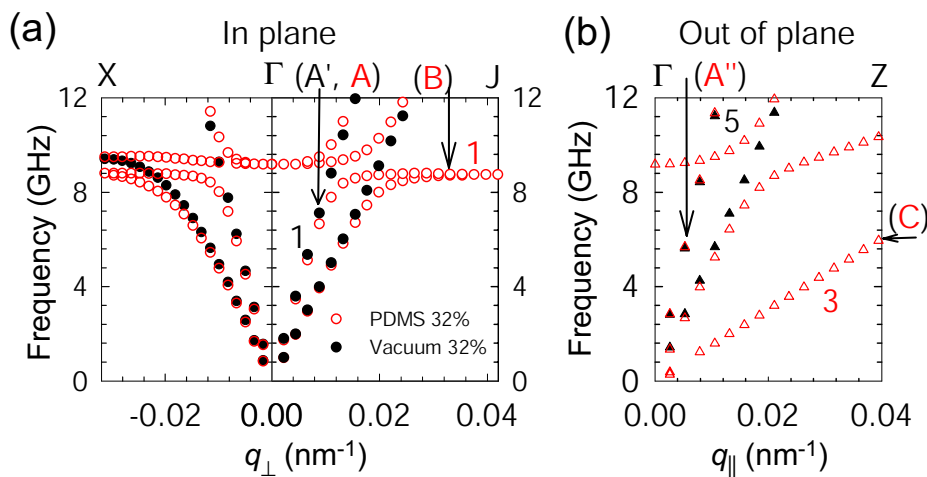 (a) In plane
X Γ (A', A) (B) J
12 12
8 8
4 4
0 0
Frequency (GHz)
1
1
PDMS 32%
Vacuum 32%
-0.02 0.00 0.02 0.04
q⊥ (nm-1)
(b) Out of plane
Γ (A'') Z
12
8
4
0
Frequency (GHz)
5
(C)
3
0.00 0.02 0.04
q∥ (nm-1)